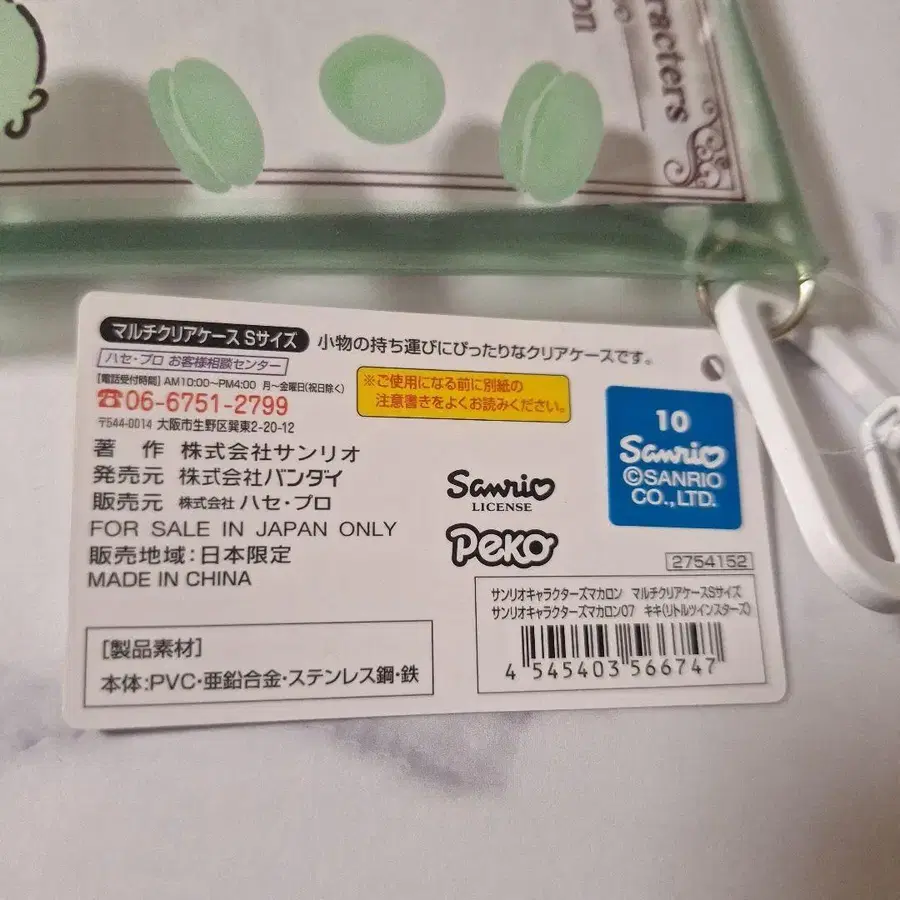 racters
on
マルチクリアケース Sサイズ
小物の持ち運びにぴったりなクリアケースです。
ハセ・プロ お客様相談センター
[電話受付時間] AM10:00~PM4:00 月~金曜日(祝日除く)
☎06-6751-2799
〒544-0014 大阪市生野区巽東2-20-12
※ご使用になる前に別紙の
注意書きをよくお読みください。
著 作 株式会社サンリオ
発売元 株式会社バンダイ
販売元 株式会社 ハセ・プロ
FOR SALE IN JAPAN ONLY
販売地域:日本限定
MADE IN CHINA
[製品素材]
本体:PVC・亜鉛合金・ステンレス鋼・鉄
Sanrio
LICENSE
Peko
10
Sanrio
©SANRIO
CO.,LTD.
2754152
サンリオキャラクターズマカロン マルチクリアケースSサイズ
サンリオキャラクターズマカロン07 キキ(リトルツインスターズ)
4 545403 566747